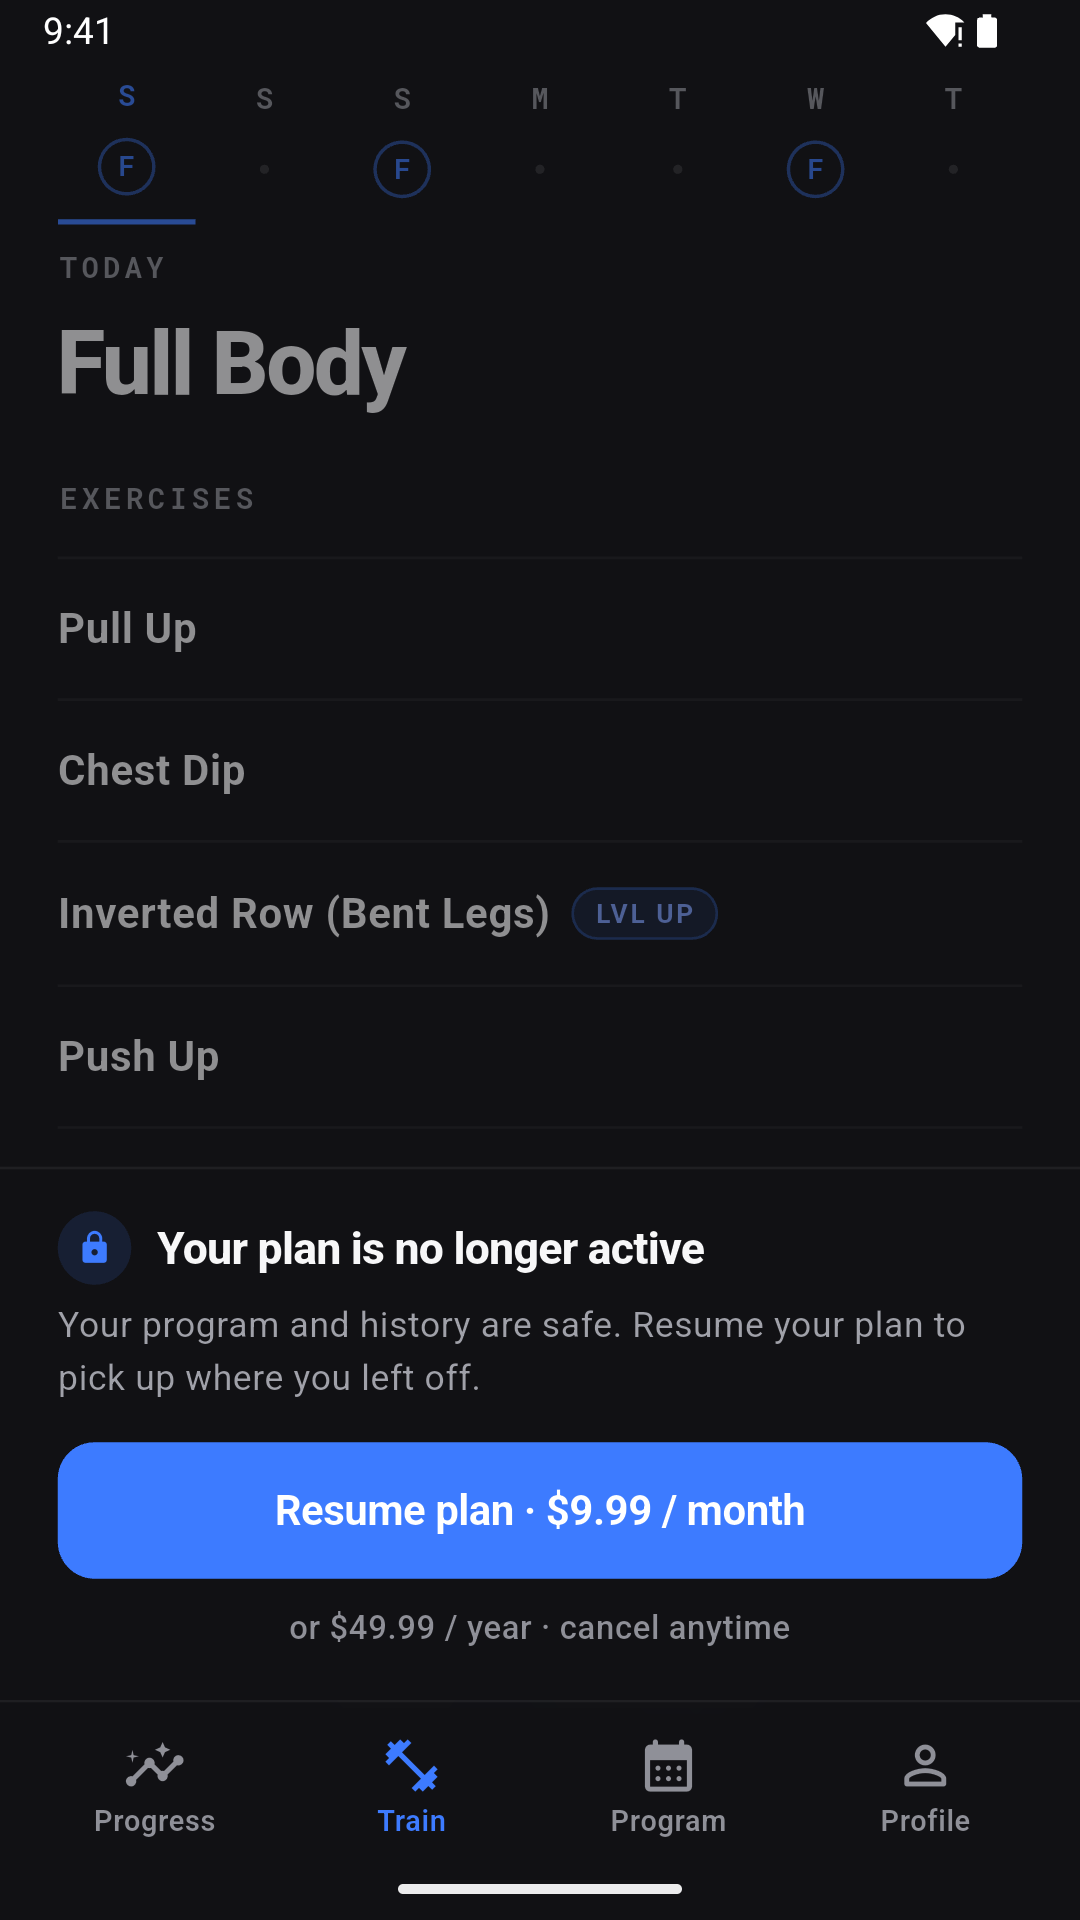 9:41
S S S M T W T
F F F
TODAY
Full Body
EXERCISES
Pull Up
Chest Dip
Inverted Row (Bent Legs) LVL UP
Push Up
Your plan is no longer active
Your program and history are safe. Resume your plan to
pick up where you left off.
Resume plan · $9.99 / month
or $49.99 / year · cancel anytime
Progress Train Program Profile